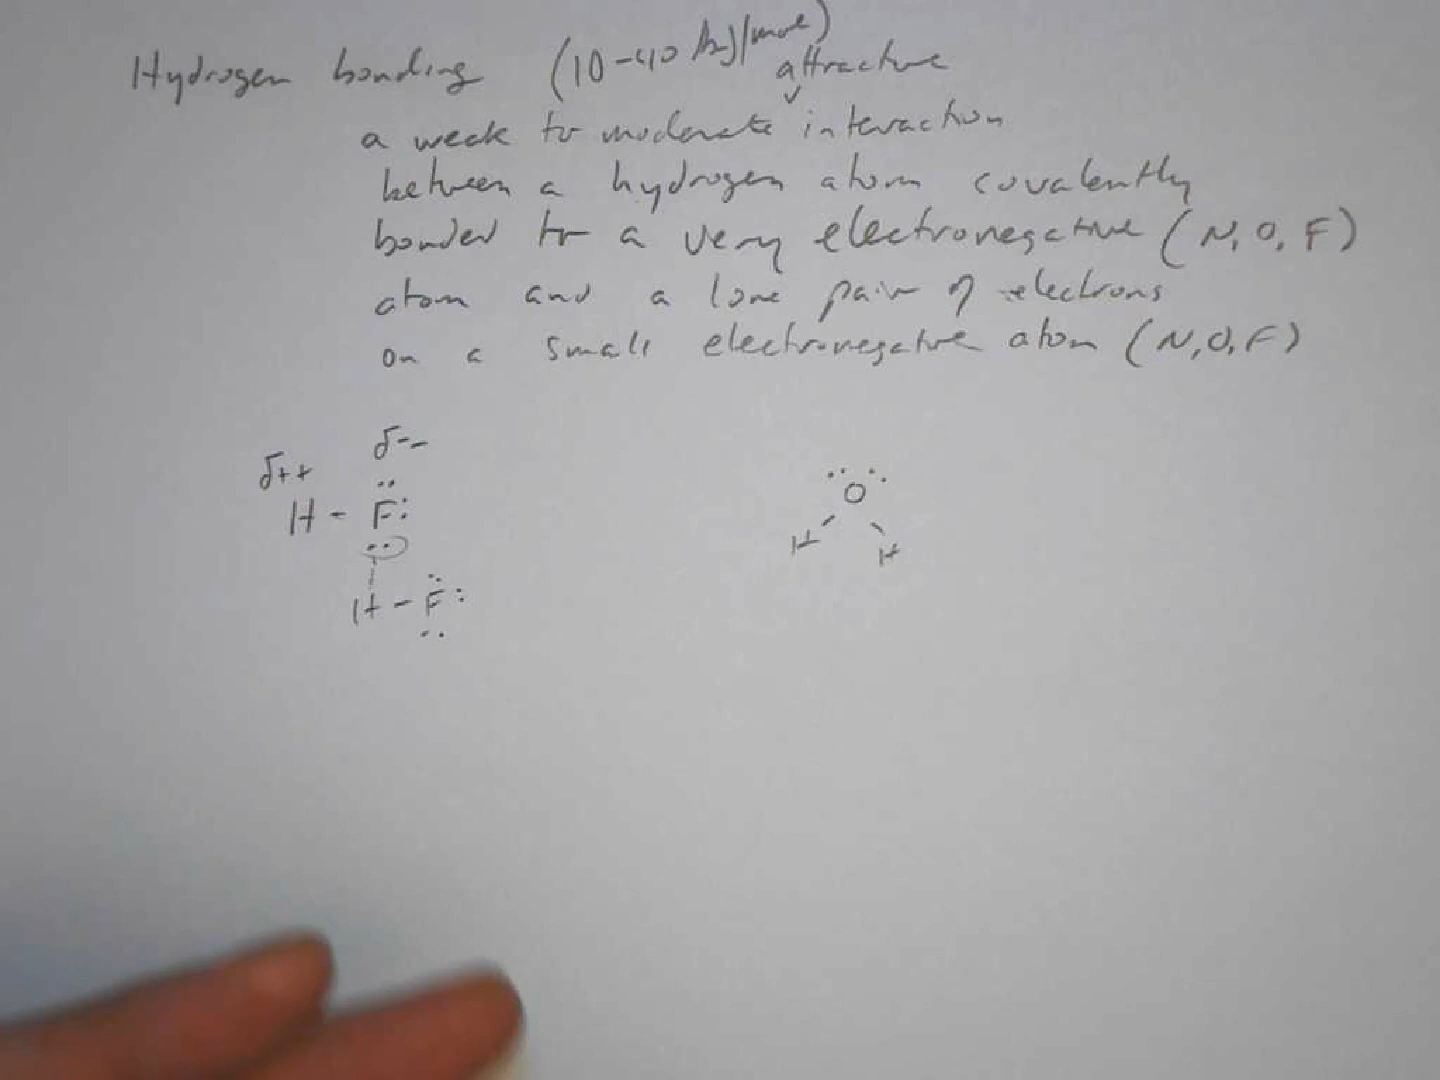 Hydrogen bonding (10-40 kJ/mole)
attractive
a weak to moderate interaction
between a hydrogen atom covalently
bonded to a very electronegative (N, O, F)
atom and a lone pair of electrons
on a small electronegative atom (N, O, F)
δ--
δ++
H - F:
H - F:
O
H H